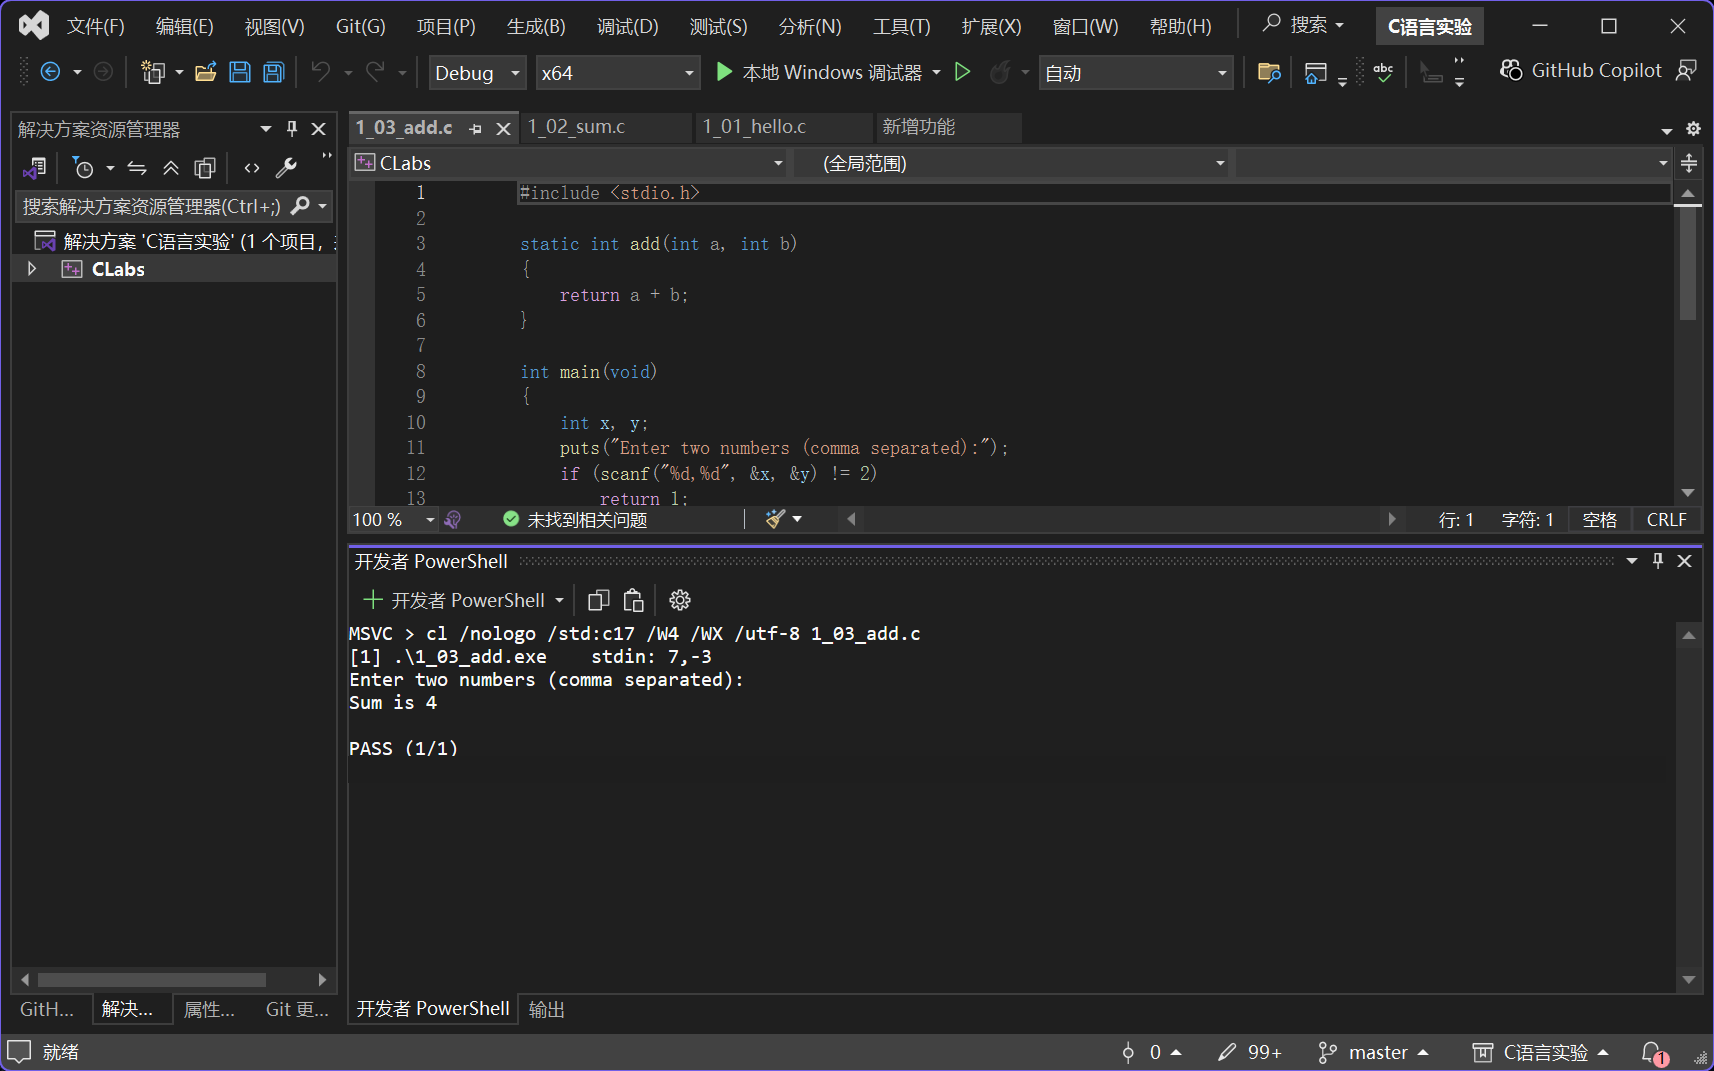 文件(F) 编辑(E) 视图(V) Git(G) 项目(P) 生成(B) 调试(D) 测试(S) 分析(N) 工具(T) 扩展(X) 窗口(W) 帮助(H) 搜索 C语言实验
Debug x64 本地 Windows 调试器 自动 GitHub Copilot
解决方案资源管理器
搜索解决方案资源管理器(Ctrl+;)
解决方案 'C语言实验' (1 个项目,
CLabs
1_03_add.c 1_02_sum.c 1_01_hello.c 新增功能
CLabs (全局范围)
1 #include <stdio.h>
2
3 static int add(int a, int b)
4 {
5 return a + b;
6 }
7
8 int main(void)
9 {
10 int x, y;
11 puts("Enter two numbers (comma separated):");
12 if (scanf("%d,%d", &x, &y) != 2)
13 return 1;
100 % 未找到相关问题 行: 1 字符: 1 空格 CRLF
开发者 PowerShell
开发者 PowerShell
MSVC > cl /nologo /std:c17 /W4 /WX /utf-8 1_03_add.c
[1] .\1_03_add.exe    stdin: 7,-3
Enter two numbers (comma separated):
Sum is 4
PASS (1/1)
GitH... 解决... 属性... Git 更... 开发者 PowerShell 输出
就绪 0 99+ master C语言实验 1